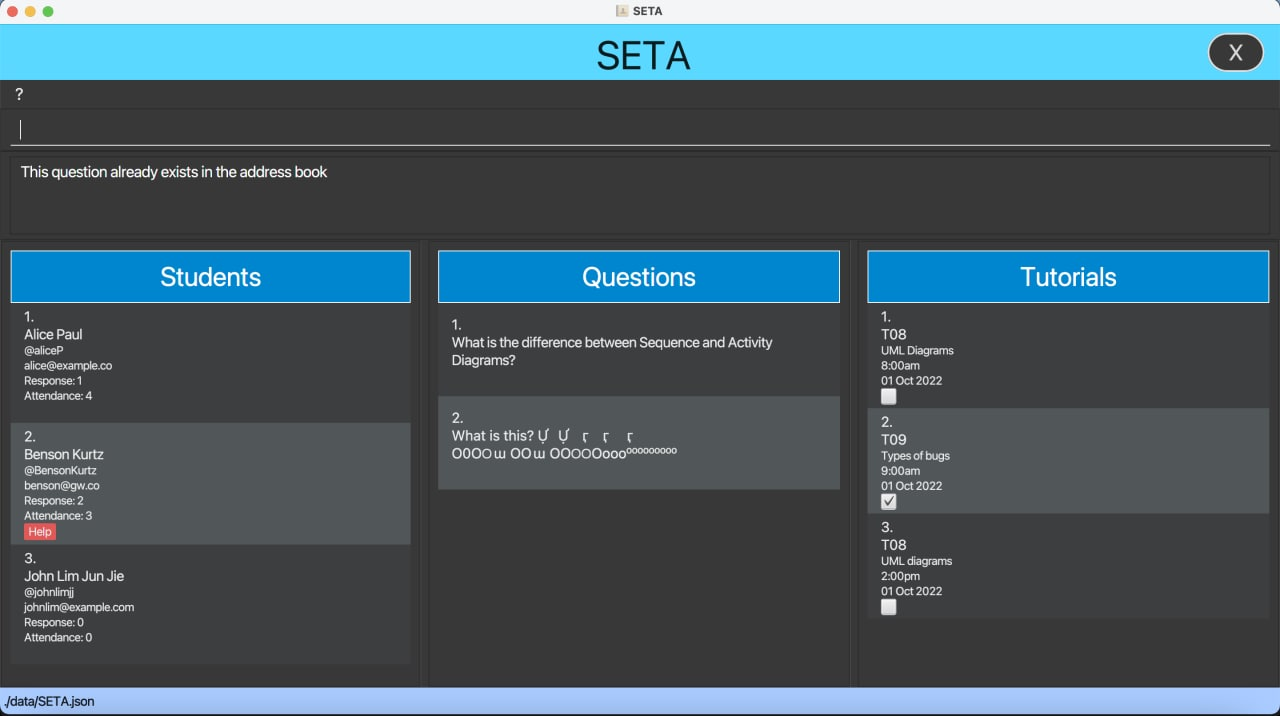 SETA
SETA
X
?
This question already exists in the address book
Students
1.
Alice Paul
@aliceP
alice@example.co
Response: 1
Attendance: 4
2.
Benson Kurtz
@BensonKurtz
benson@gw.co
Response: 2
Attendance: 3
Help
3.
John Lim Jun Jie
@johnlimjj
johnlim@example.com
Response: 0
Attendance: 0
Questions
1.
What is the difference between Sequence and Activity
Diagrams?
2.
What is this?
Tutorials
1.
T08
UML Diagrams
8:00am
01 Oct 2022
2.
T09
Types of bugs
9:00am
01 Oct 2022
3.
T08
UML diagrams
2:00pm
01 Oct 2022
./data/SETA.json